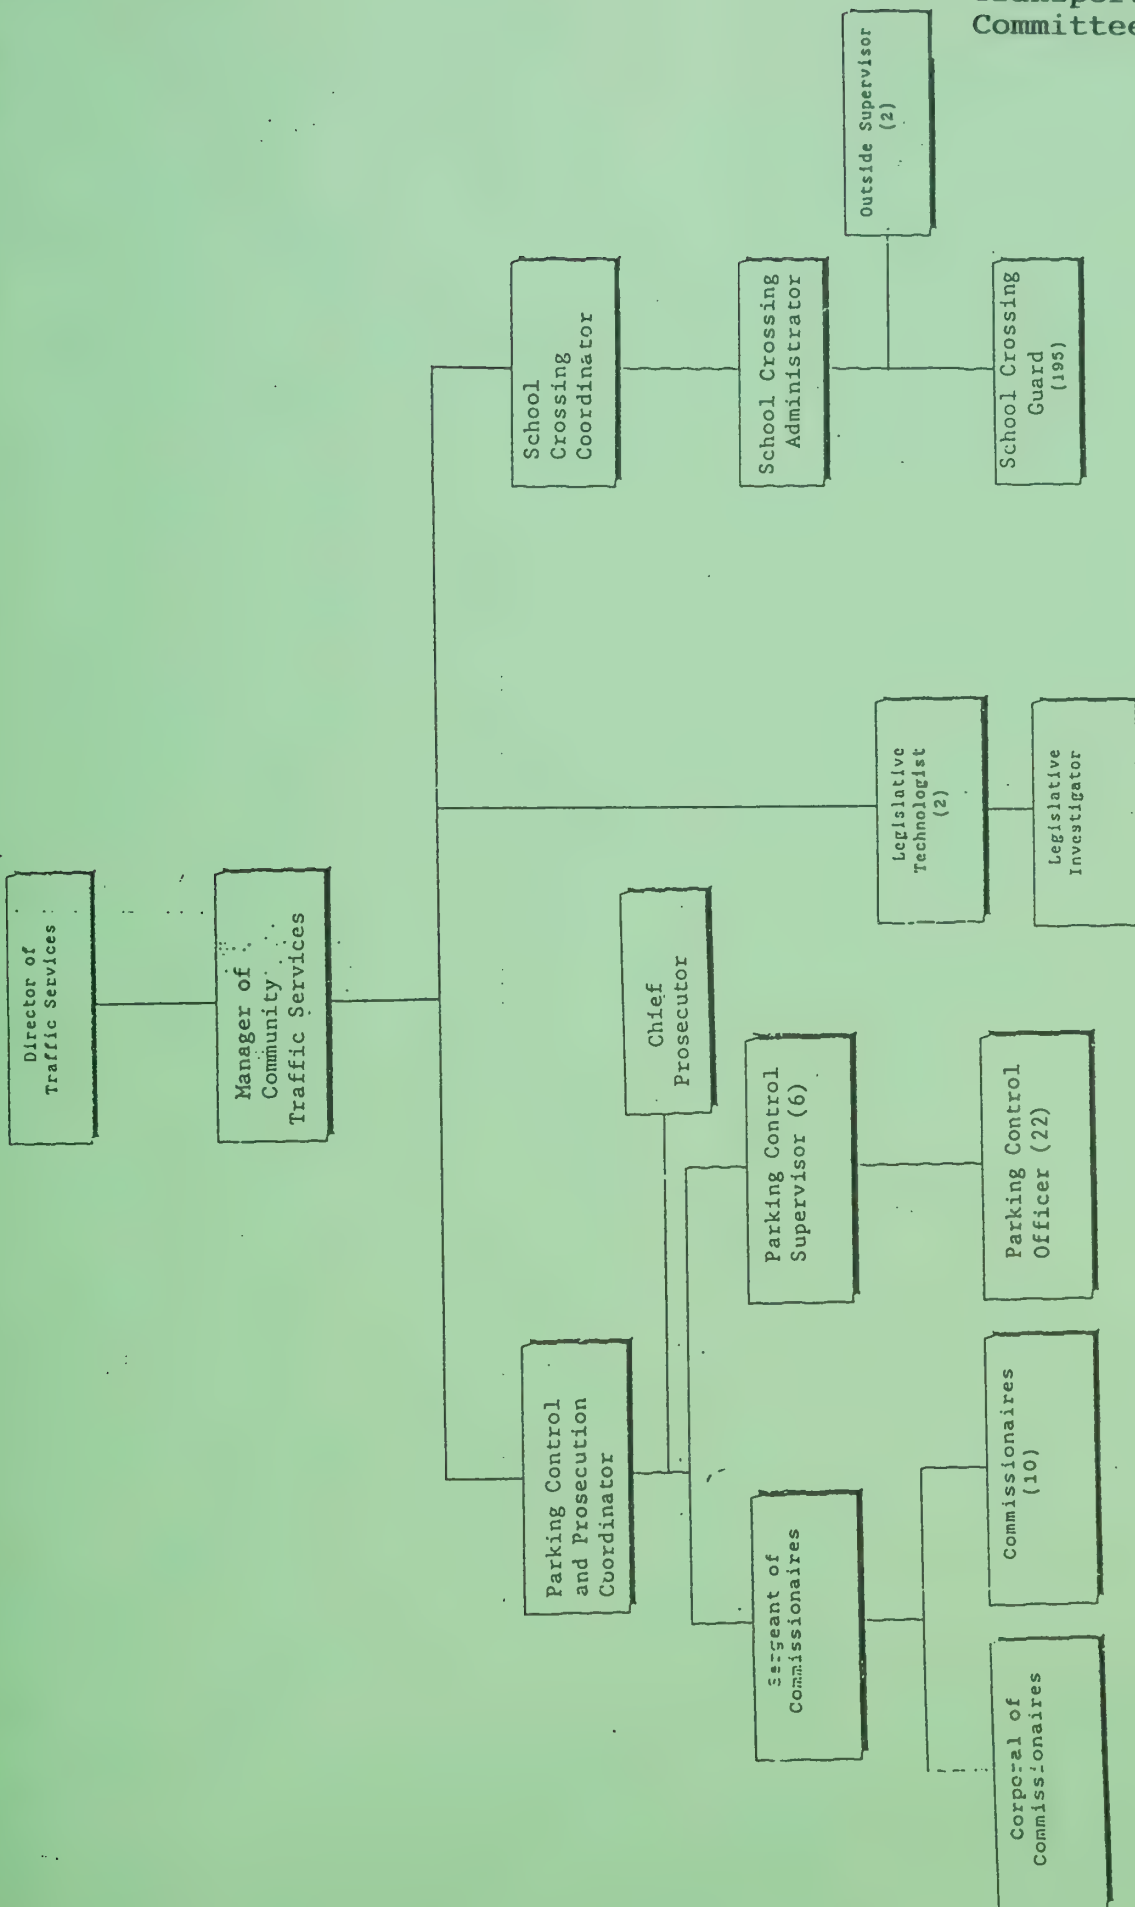 Committee
Director of
Traffic Services
Manager of
Community
Traffic Services
Parking Control
and Prosecution
Coordinator
Chief
Prosecutor
Sergeant of
Commissionaires
Corporal of
Commissionaires
Commissionaires
(10)
Parking Control
Supervisor (6)
Parking Control
Officer (22)
Legislative
Technologist
(2)
Legislative
Investigator
School
Crossing
Coordinator
School Crossing
Administrator
Outside Supervisor
(2)
School Crossing
Guard
(195)